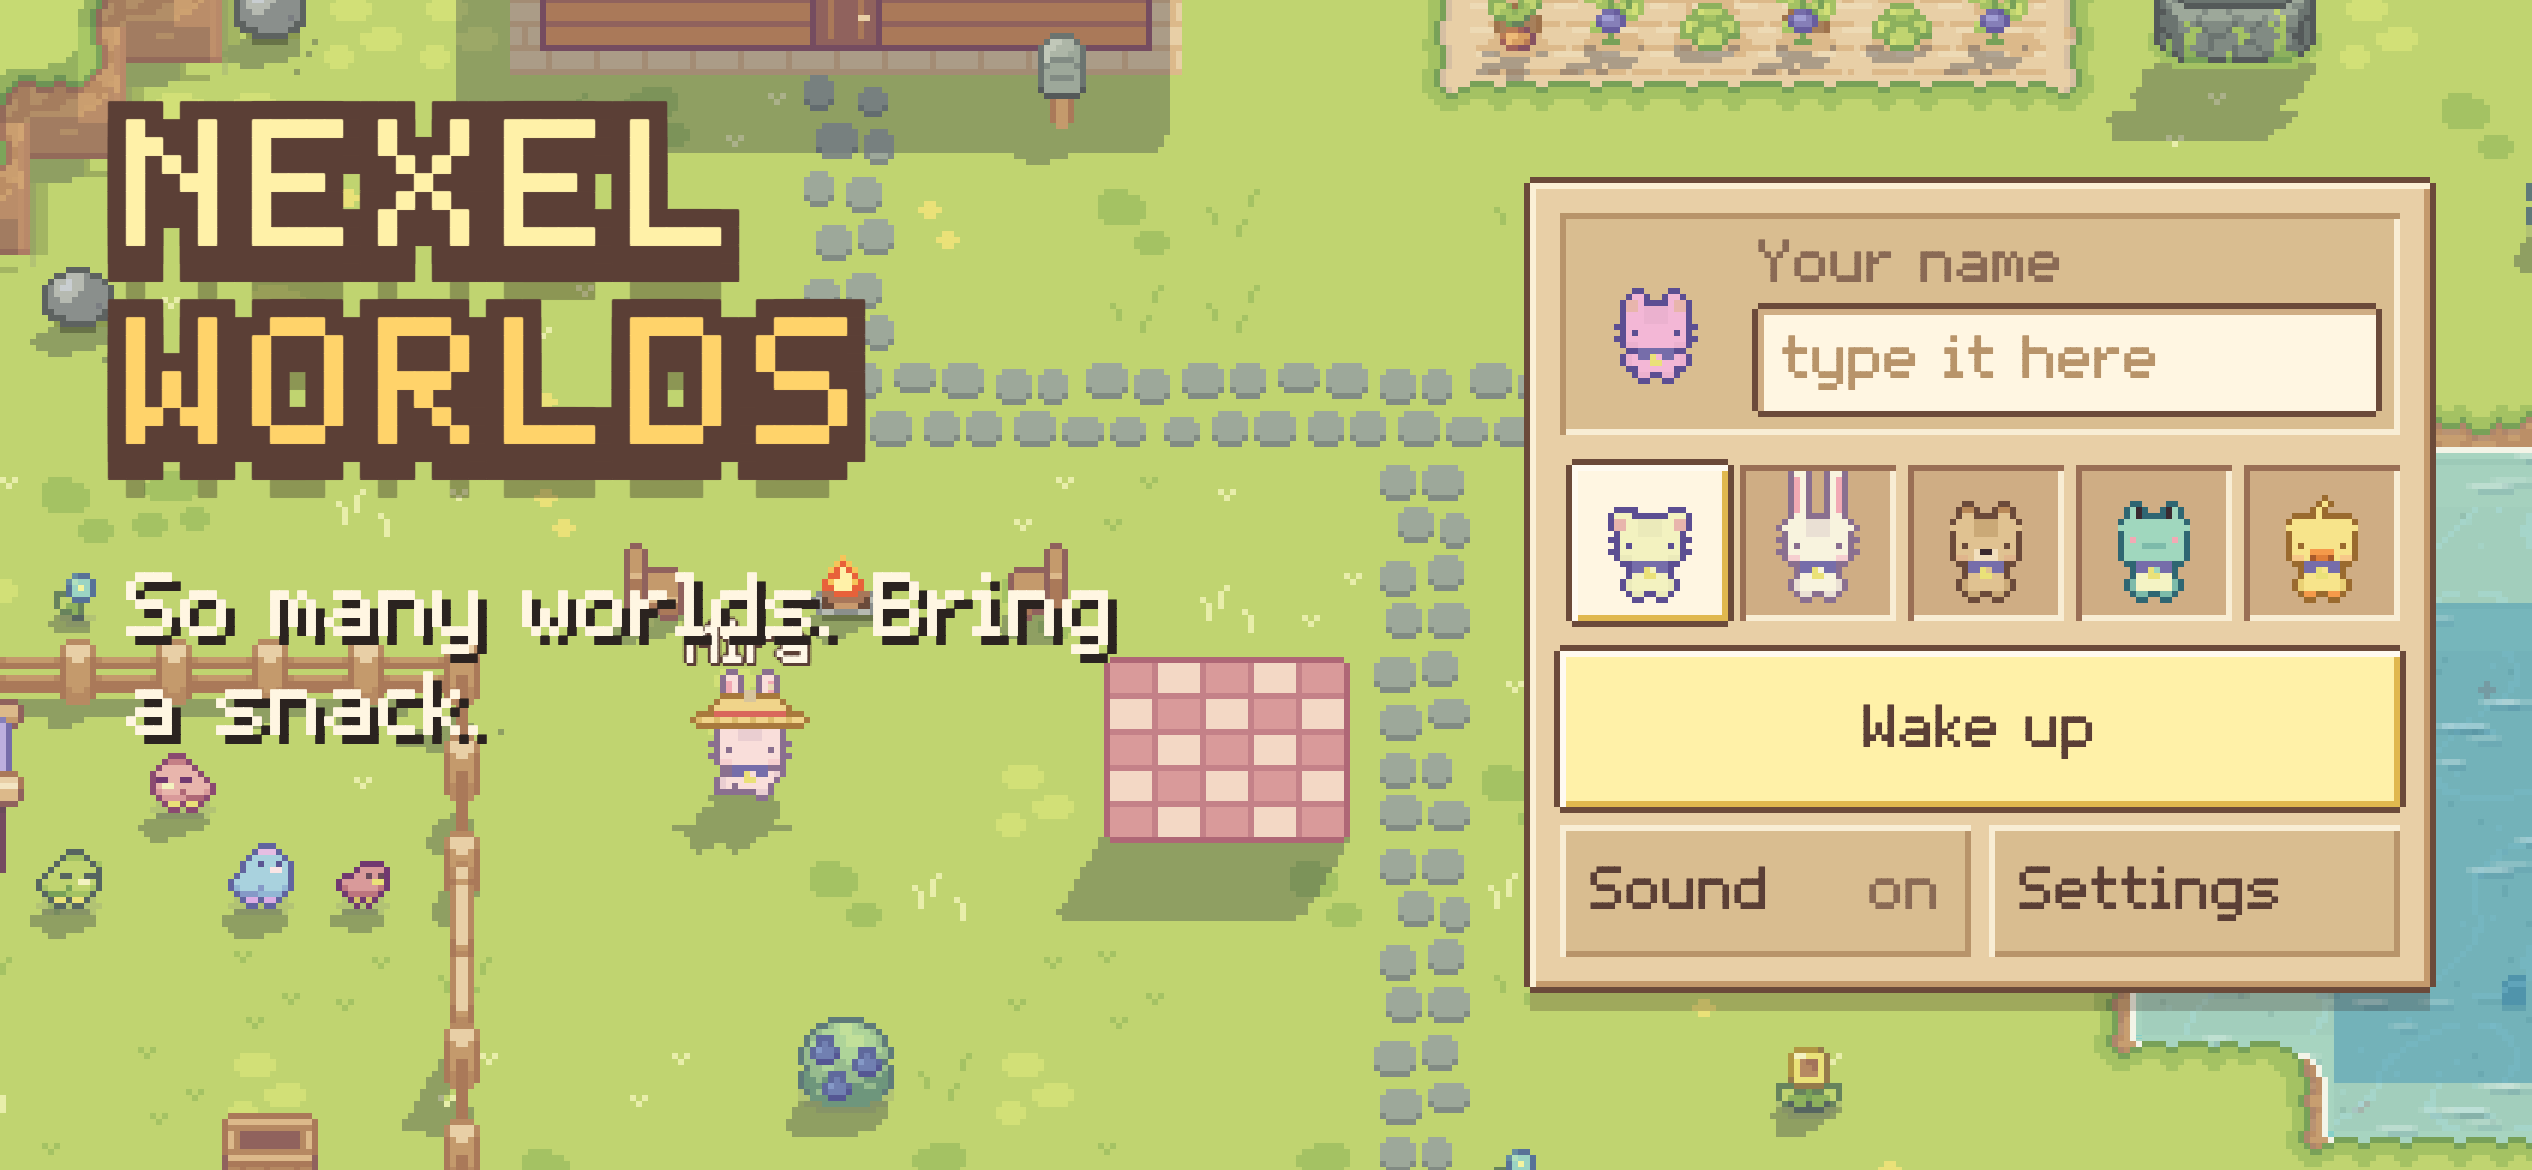 NEXEL
WORLDS
So many worlds. Bring
a snack.
Your name
type it here
Wake up
Sound on
Settings